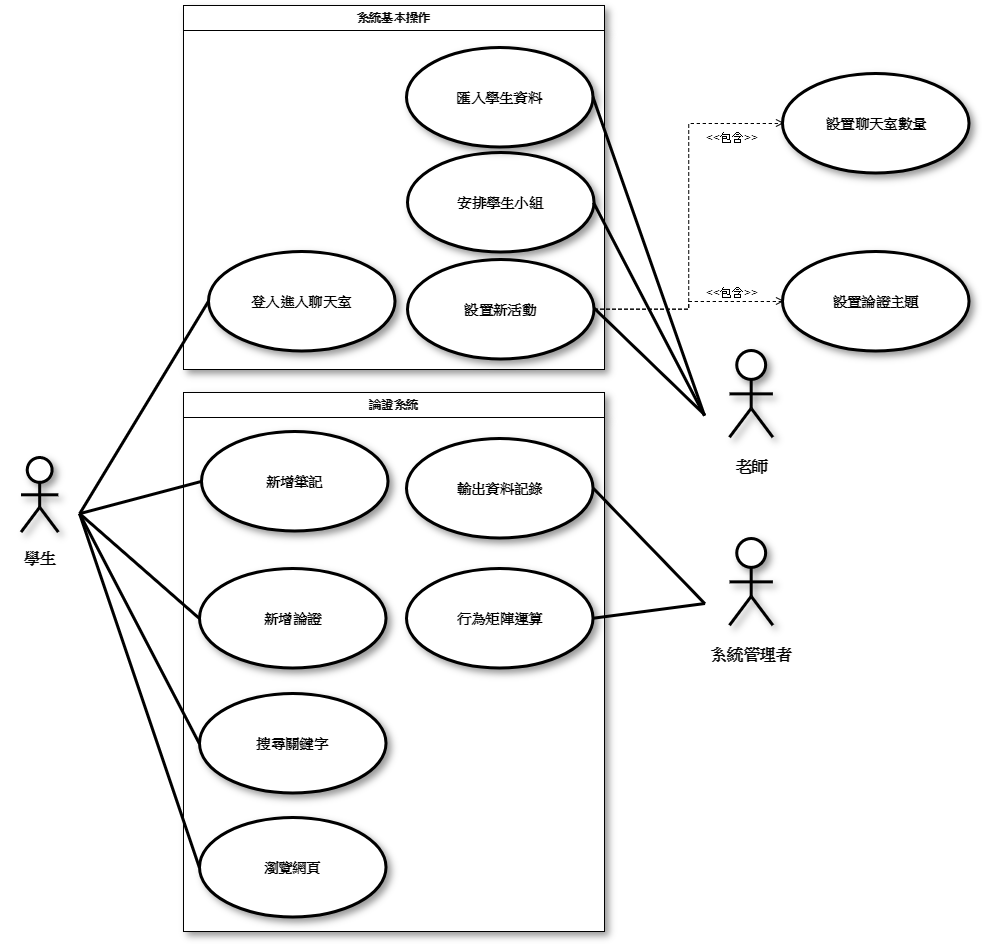 系統基本操作
匯入學生資料
設置聊天室數量
<<包含>>
安排學生小組
登入進入聊天室
設置新活動
<<包含>>
設置論證主題
論證系統
老師
新增筆記
輸出資料記錄
學生
新增論證
行為矩陣運算
系統管理者
搜尋關鍵字
瀏覽網頁